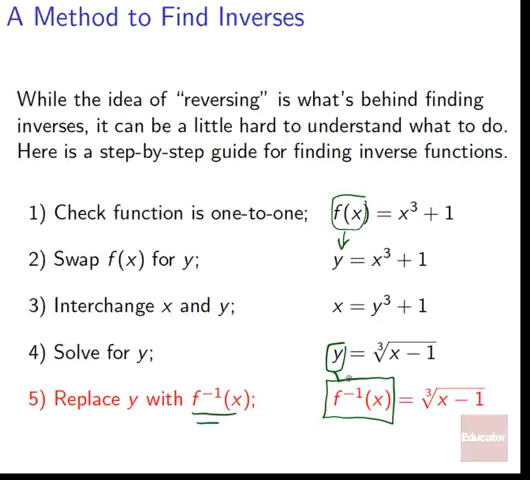 A Method to Find Inverses
While the idea of “reversing” is what's behind finding
inverses, it can be a little hard to understand what to do.
Here is a step-by-step guide for finding inverse functions.
1) Check function is one-to-one; f(x) = x³ + 1
2) Swap f(x) for y; y = x³ + 1
3) Interchange x and y; x = y³ + 1
4) Solve for y; y = ∛(x − 1)
5) Replace y with f⁻¹(x); f⁻¹(x) = ∛(x − 1)
Educator